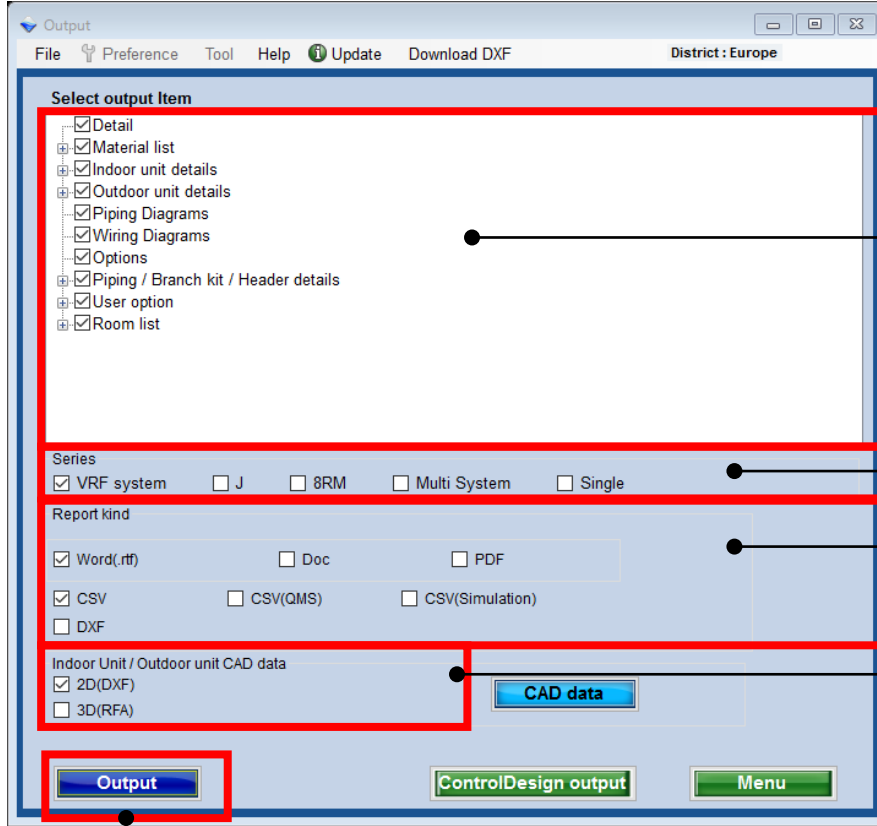 Output
File Preference Tool Help Update Download DXF District : Europe
Select output Item
Detail
Material list
Indoor unit details
Outdoor unit details
Piping Diagrams
Wiring Diagrams
Options
Piping / Branch kit / Header details
User option
Room list
Series
VRF system J 8RM Multi System Single
Report kind
Word(.rtf) Doc PDF
CSV CSV(QMS) CSV(Simulation)
DXF
Indoor Unit / Outdoor unit CAD data
2D(DXF)
CAD data
3D(RFA)
Output ControlDesign output Menu